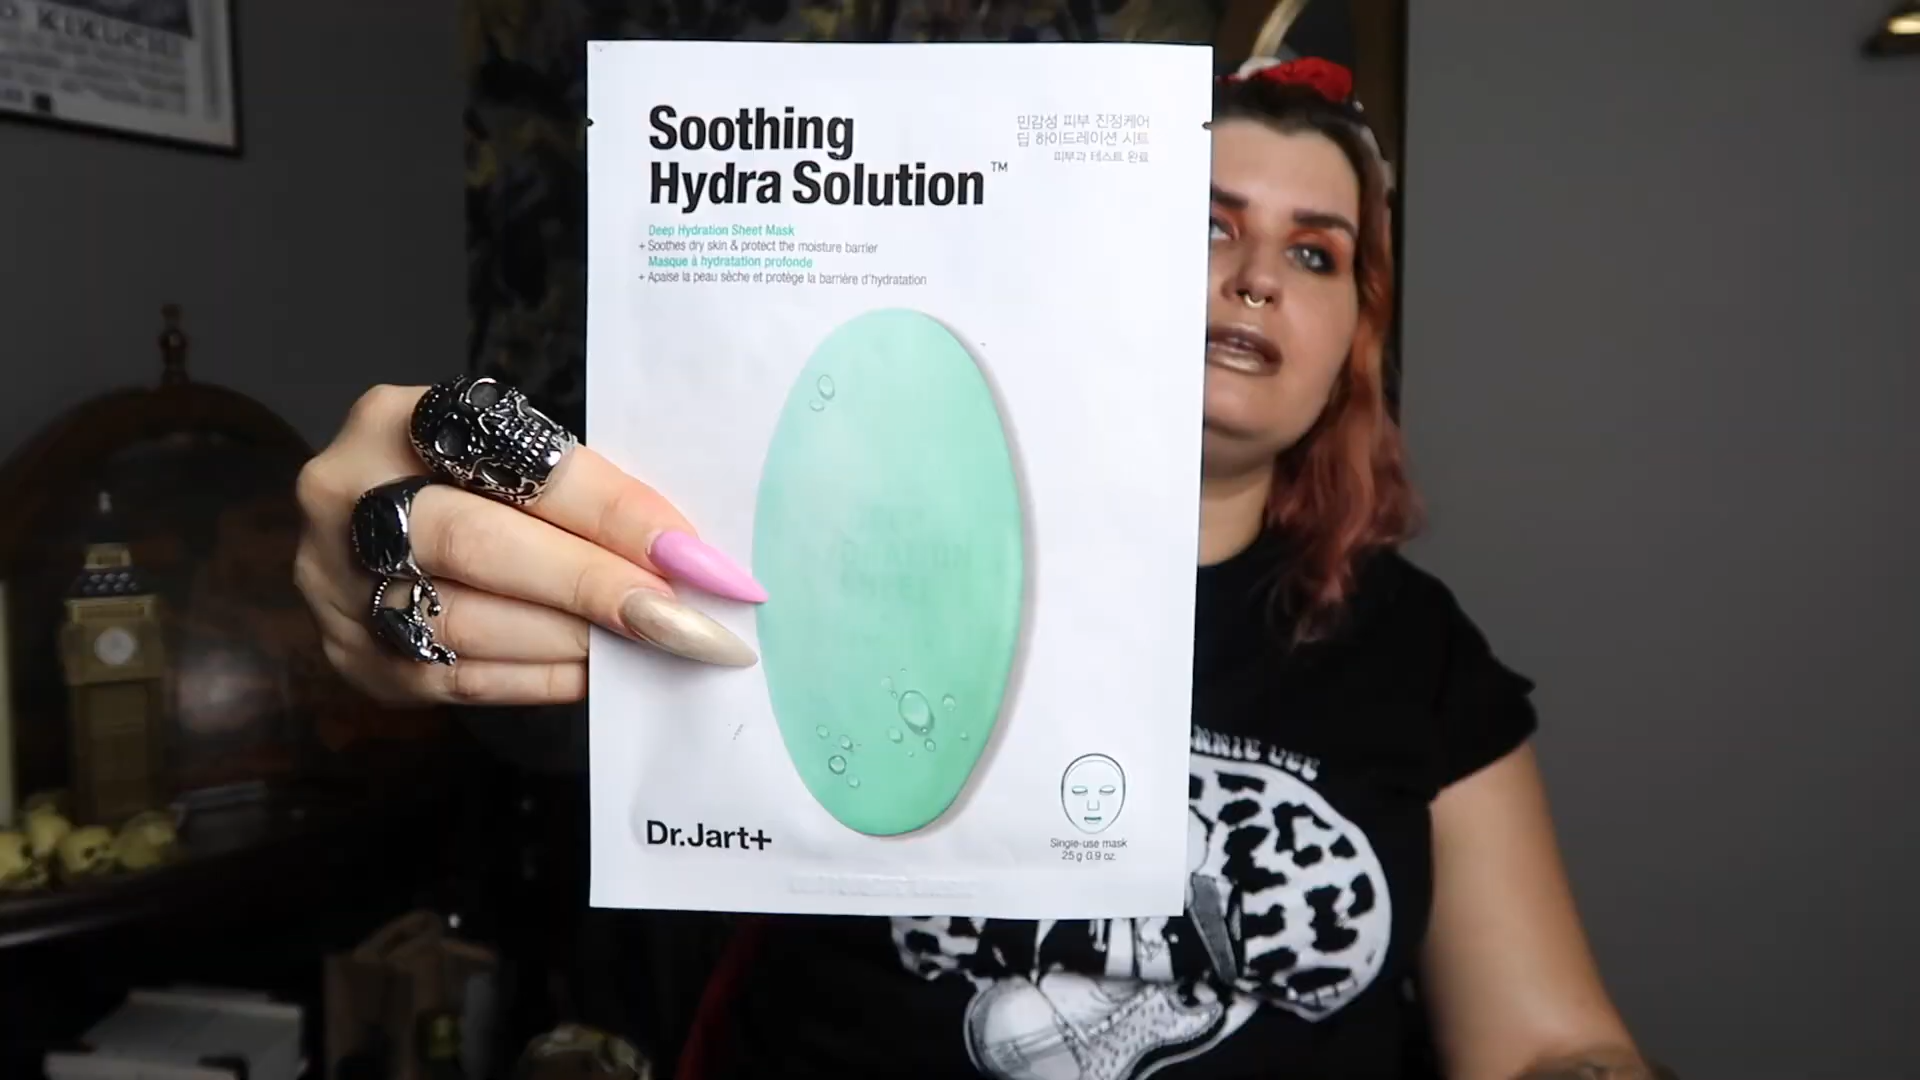 KIKUCHI
Soothing
Hydra Solution™
민감성 피부 진정케어
딥 하이드레이션 시트
피부과 테스트 완료
Deep Hydration Sheet Mask
+ Soothes dry skin & protect the moisture barrier
Masque à hydratation profonde
+ Apaise la peau sèche et protège la barrière d'hydratation
Dr.Jart+
Single-use mask
25 g 0.9 oz.